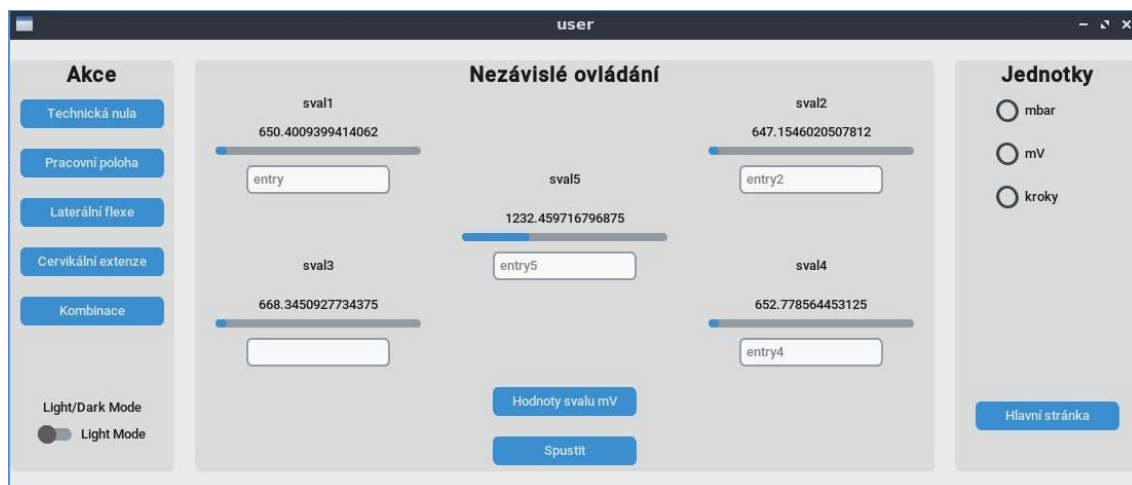 user
Akce
Technická nula
Pracovní poloha
Laterální flexe
Cervikální extenze
Kombinace
Light/Dark Mode
Light Mode
Nezávislé ovládání
sval1
650.4009399414062
entry
sval2
647.1546020507812
entry2
sval5
1232.459716796875
entry5
sval3
668.3450927734375
sval4
652.778564453125
entry4
Hodnoty svalu mV
Spustit
Jednotky
mbar
mV
kroky
Hlavní stránka